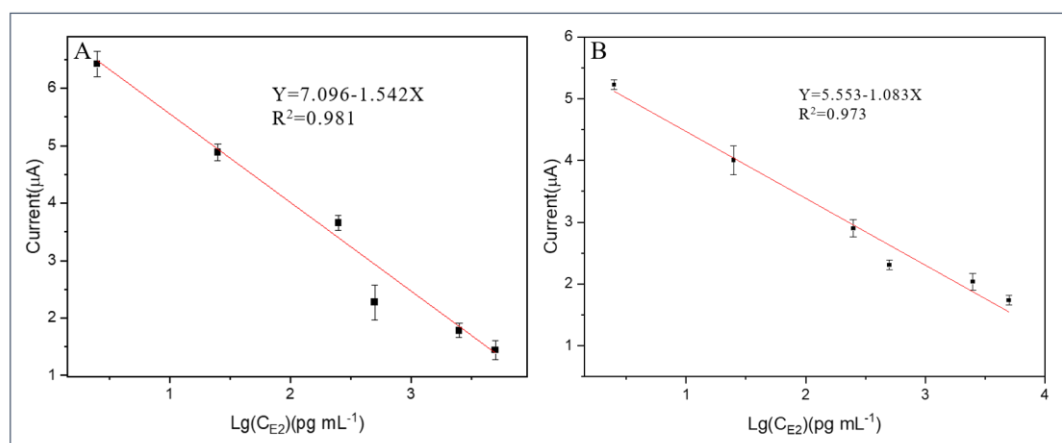 A
Y=7.096-1.542X
R²=0.981
Current(μA)
6
5
4
3
2
1
1
2
3
Lg(C_E2)(pg mL⁻¹)
B
Y=5.553-1.083X
R²=0.973
Current(μA)
6
5
4
3
2
1
0
1
2
3
4
Lg(C_E2)(pg mL⁻¹)